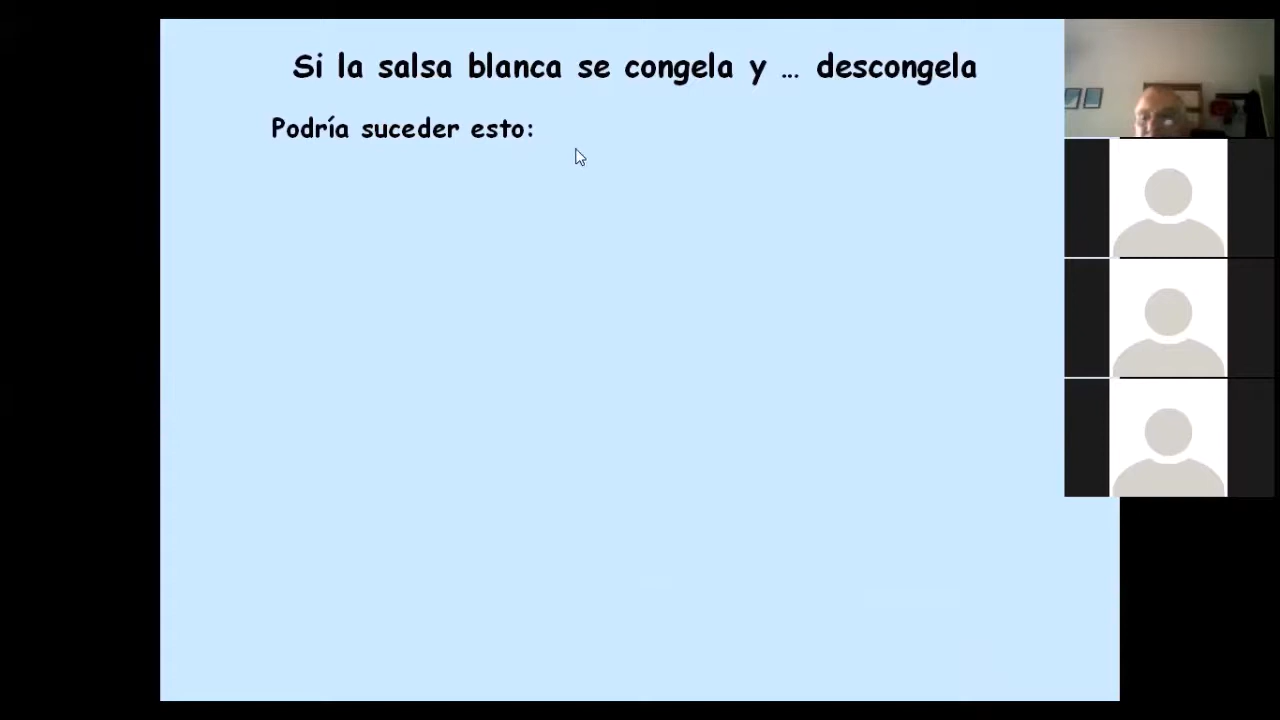 Si la salsa blanca se congela y ... descongela
Podría suceder esto: